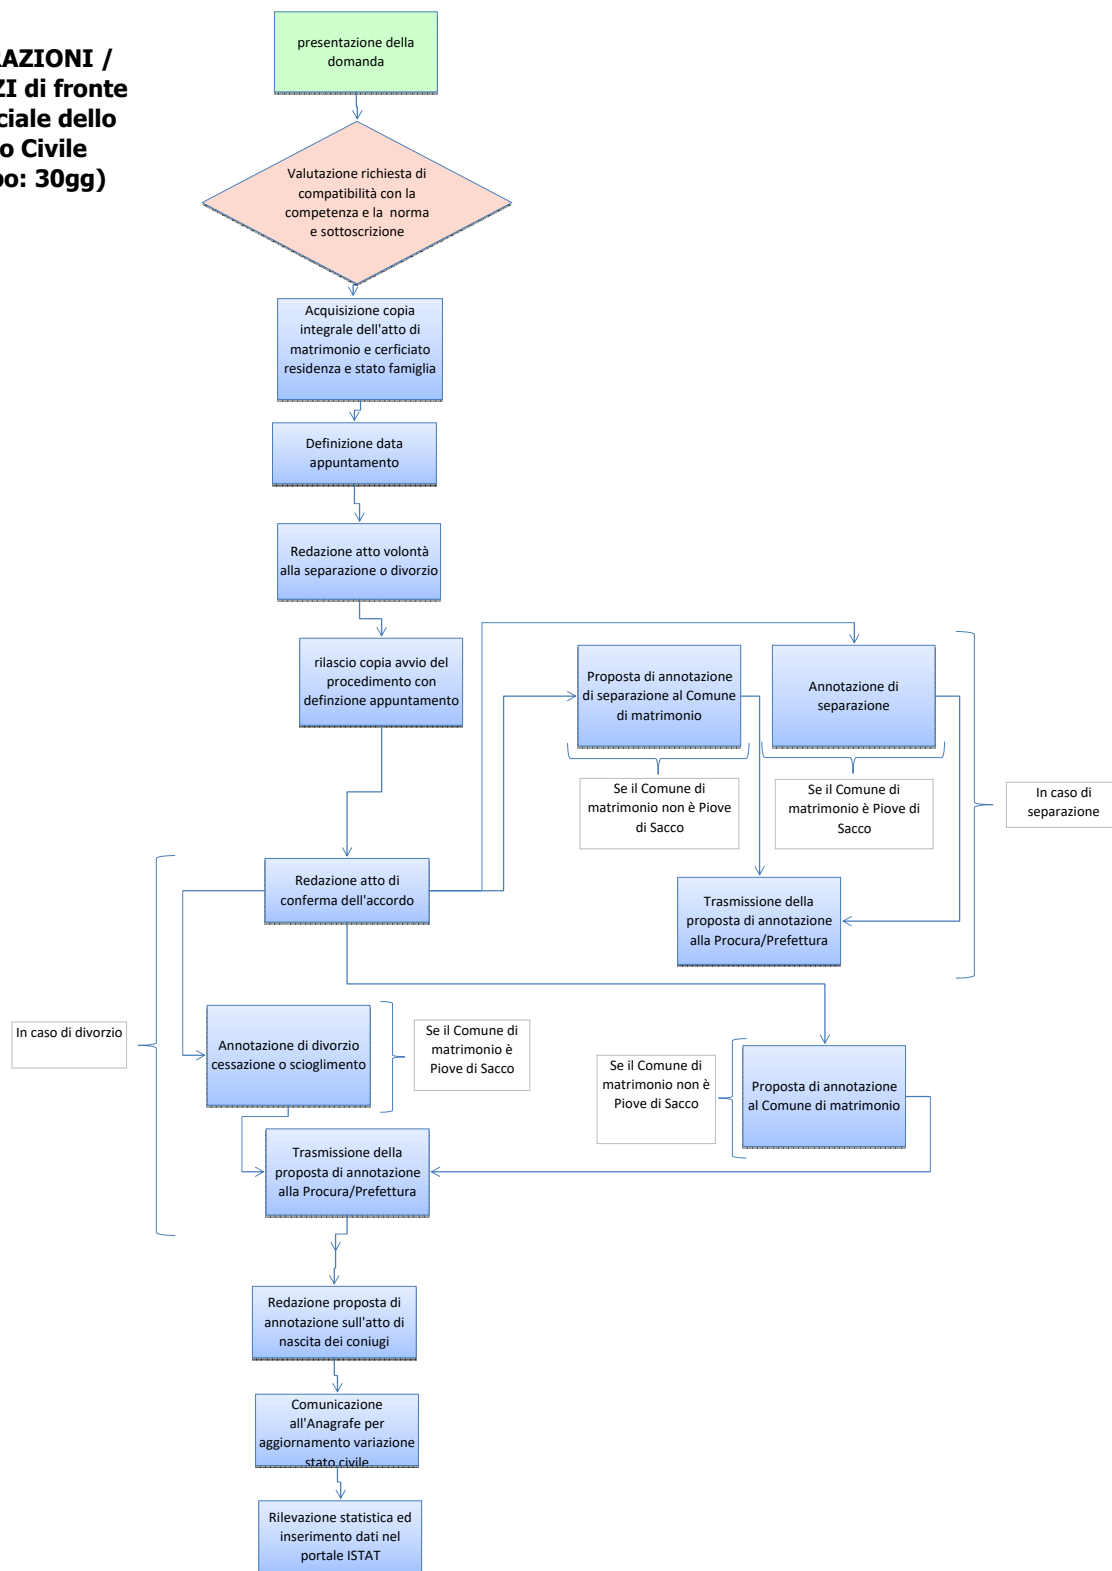 RAZIONI /
ZI di fronte
ciale dello
o Civile
po: 30gg)
presentazione della
domanda
Valutazione richiesta di
compatibilità con la
competenza e la norma
e sottoscrizione
Acquisizione copia
integrale dell'atto di
matrimonio e cerficiato
residenza e stato famiglia
Definizione data
appuntamento
Redazione atto volontà
alla separazione o divorzio
rilascio copia avvio del
procedimento con
definzione appuntamento
Proposta di annotazione
di separazione al Comune
di matrimonio
Annotazione di
separazione
Se il Comune di
matrimonio non è Piove
di Sacco
Se il Comune di
matrimonio è Piove di
Sacco
In caso di
separazione
Redazione atto di
conferma dell'accordo
Trasmissione della
proposta di annotazione
alla Procura/Prefettura
In caso di divorzio
Annotazione di divorzio
cessazione o scioglimento
Se il Comune di
matrimonio è
Piove di Sacco
Se il Comune di
matrimonio non è
Piove di Sacco
Proposta di annotazione
al Comune di matrimonio
Trasmissione della
proposta di annotazione
alla Procura/Prefettura
Redazione proposta di
annotazione sull'atto di
nascita dei coniugi
Comunicazione
all'Anagrafe per
aggiornamento variazione
stato civile
Rilevazione statistica ed
inserimento dati nel
portale ISTAT